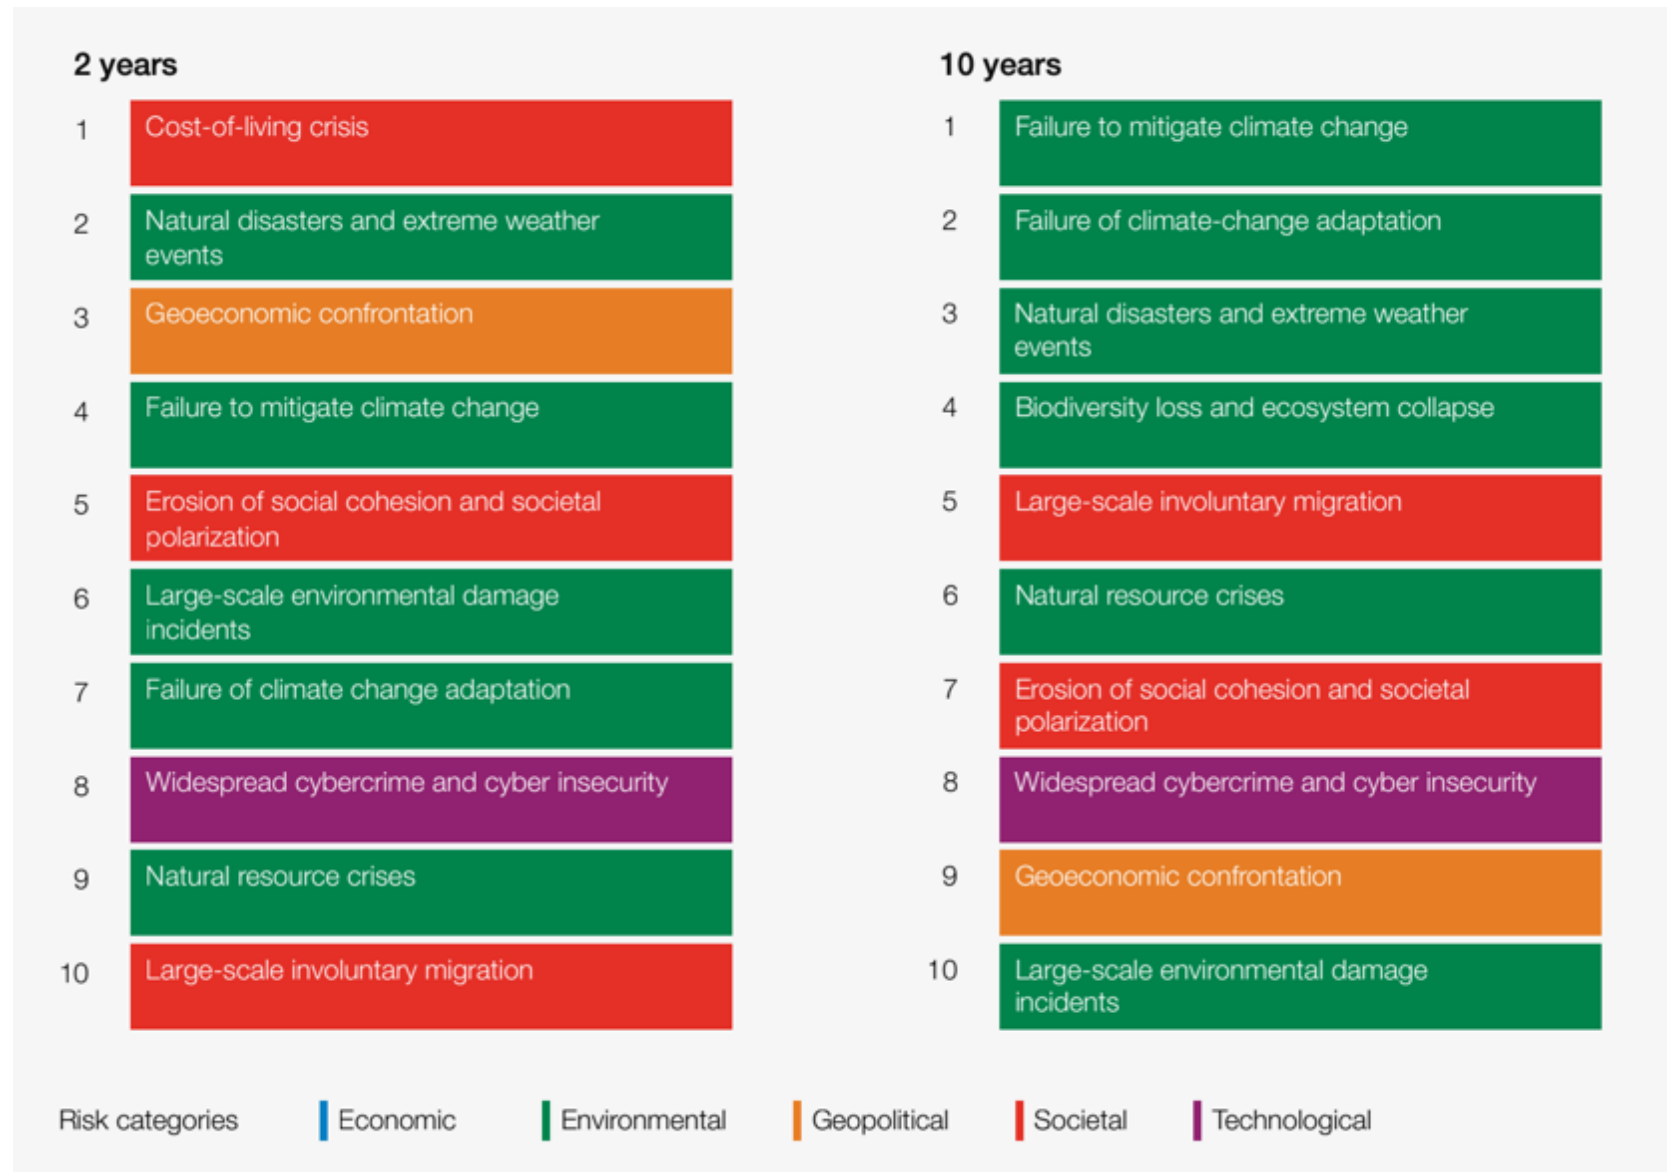 2 years
1
Cost-of-living crisis
2
Natural disasters and extreme weather
events
3
Geoeconomic confrontation
4
Failure to mitigate climate change
5
Erosion of social cohesion and societal
polarization
6
Large-scale environmental damage
incidents
7
Failure of climate change adaptation
8
Widespread cybercrime and cyber insecurity
9
Natural resource crises
10
Large-scale involuntary migration
10 years
1
Failure to mitigate climate change
2
Failure of climate-change adaptation
3
Natural disasters and extreme weather
events
4
Biodiversity loss and ecosystem collapse
5
Large-scale involuntary migration
6
Natural resource crises
7
Erosion of social cohesion and societal
polarization
8
Widespread cybercrime and cyber insecurity
9
Geoeconomic confrontation
10
Large-scale environmental damage
incidents
Risk categories
Economic
Environmental
Geopolitical
Societal
Technological